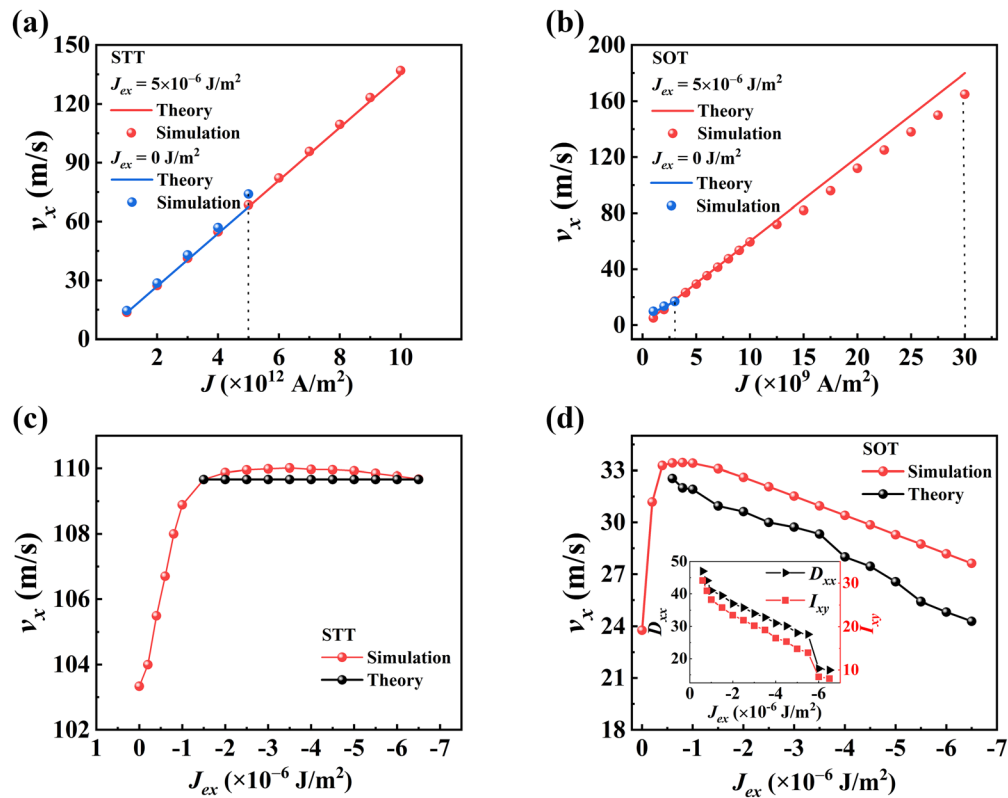 (a)
STT
J_ex = 5×10⁻⁶ J/m²
Theory
Simulation
J_ex = 0 J/m²
Theory
Simulation
150
120
90
60
30
0
v_x (m/s)
2 4 6 8 10
J (×10¹² A/m²)
(b)
SOT
J_ex = 5×10⁻⁶ J/m²
Theory
Simulation
J_ex = 0 J/m²
Theory
Simulation
200
160
120
80
40
0
v_x (m/s)
0 5 10 15 20 25 30
J (×10⁹ A/m²)
(c)
110
108
106
104
102
v_x (m/s)
STT
Simulation
Theory
1 0 -1 -2 -3 -4 -5 -6 -7
J_ex (×10⁻⁶ J/m²)
(d)
SOT
Simulation
Theory
33
30
27
24
21
18
v_x (m/s)
50
40
30
20
D_xx
D_xx
I_xy
30
20
10
I_xy
0 -2 -4 -6
J_ex (×10⁻⁶ J/m²)
0 -1 -2 -3 -4 -5 -6 -7
J_ex (×10⁻⁶ J/m²)